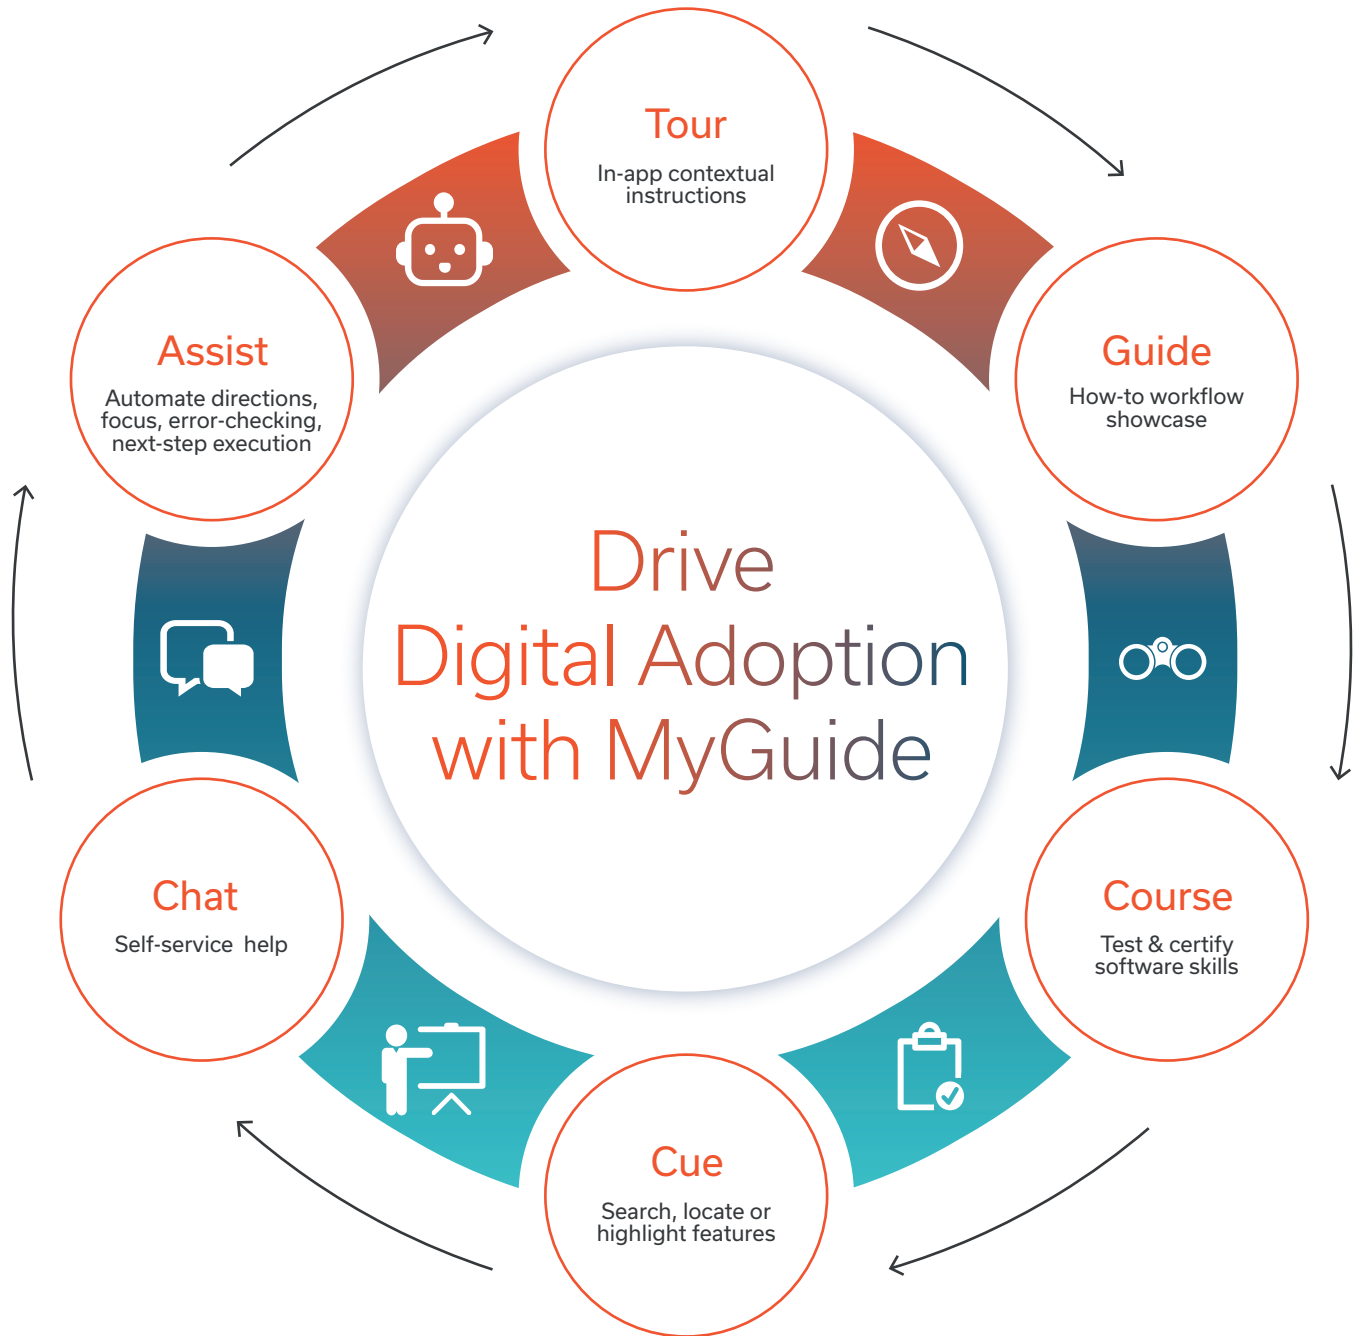 Tour
In-app contextual
instructions
Guide
How-to workflow
showcase
Course
Test & certify
software skills
Cue
Search, locate or
highlight features
Chat
Self-service help
Assist
Automate directions,
focus, error-checking,
next-step execution
Drive
Digital Adoption
with MyGuide